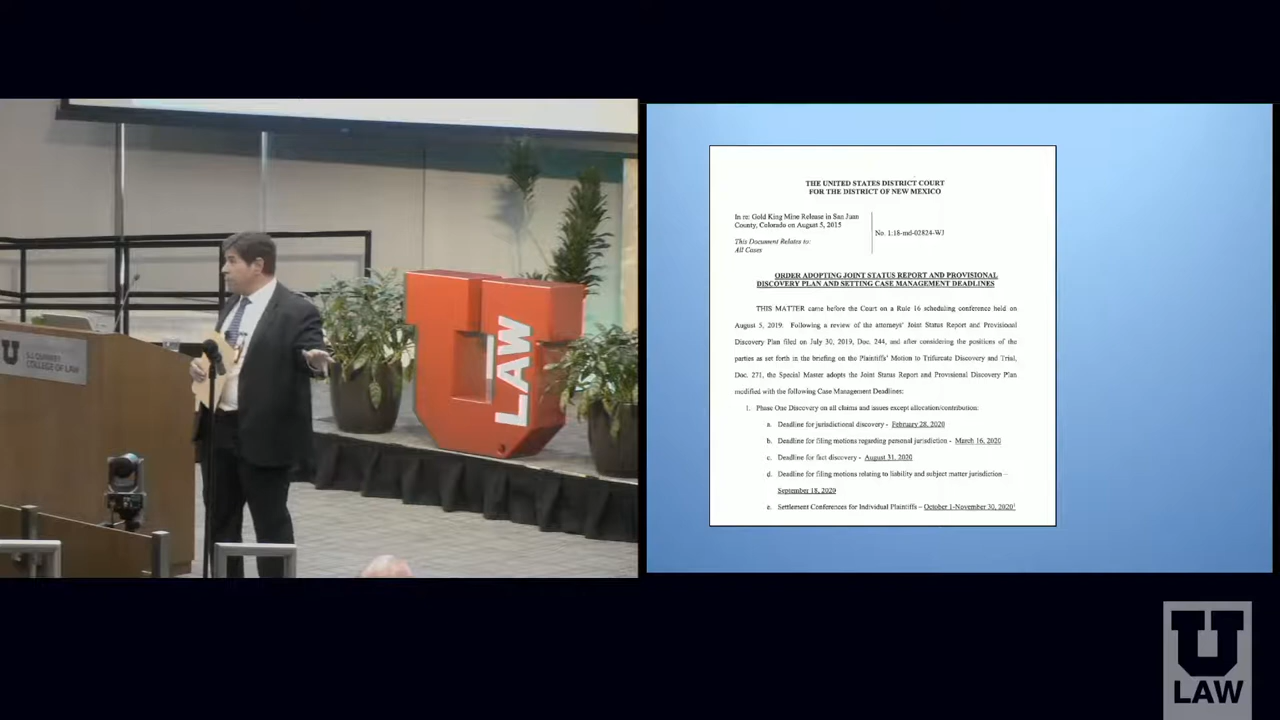 U
S.J. QUINNEY
COLLEGE OF LAW
U
LAW
THE UNITED STATES DISTRICT COURT
FOR THE DISTRICT OF NEW MEXICO
In re: Gold King Mine Release in San Juan
County, Colorado on August 5, 2015
No. 1:18-md-02824-WJ
This Document Relates to:
All Cases
ORDER ADOPTING JOINT STATUS REPORT AND PROVISIONAL
DISCOVERY PLAN AND SETTING CASE MANAGEMENT DEADLINES
THIS MATTER came before the Court on a Rule 16 scheduling conference held on
August 5, 2019. Following a review of the attorneys' Joint Status Report and Provisional
Discovery Plan filed on July 30, 2019, Doc. 244, and after considering the positions of the
parties as set forth in the briefing on the Plaintiffs' Motion to Trifurcate Discovery and Trial,
Doc. 271, the Special Master adopts the Joint Status Report and Provisional Discovery Plan
modified with the following Case Management Deadlines:
1. Phase One Discovery on all claims and issues except allocation/contribution:
a. Deadline for jurisdictional discovery - February 28, 2020
b. Deadline for filing motions regarding personal jurisdiction - March 16, 2020
c. Deadline for fact discovery - August 31, 2020
d. Deadline for filing motions relating to liability and subject matter jurisdiction –
September 18, 2020
e. Settlement Conferences for Individual Plaintiffs – October 1-November 30, 2020¹
U
LAW